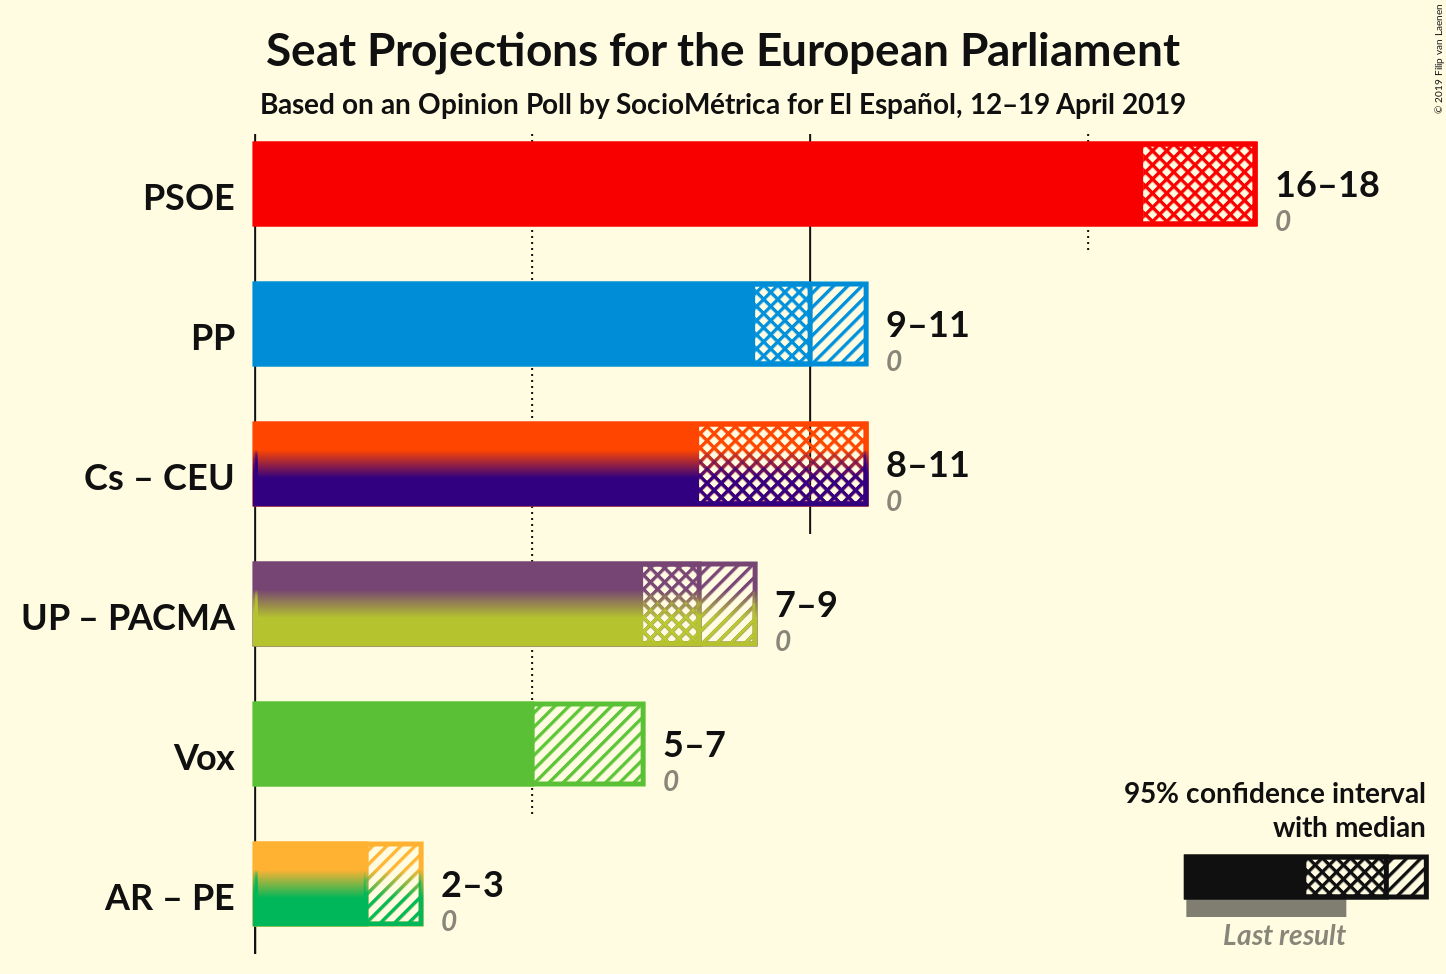 Seat Projections for the European Parliament
Based on an Opinion Poll by SocioMétrica for El Español, 12–19 April 2019
© 2019 Filip van Laenen
PSOE
16–18
0
PP
9–11
0
Cs – CEU
8–11
0
UP – PACMA
7–9
0
Vox
5–7
0
AR – PE
2–3
0
95% confidence interval
with median
Last result